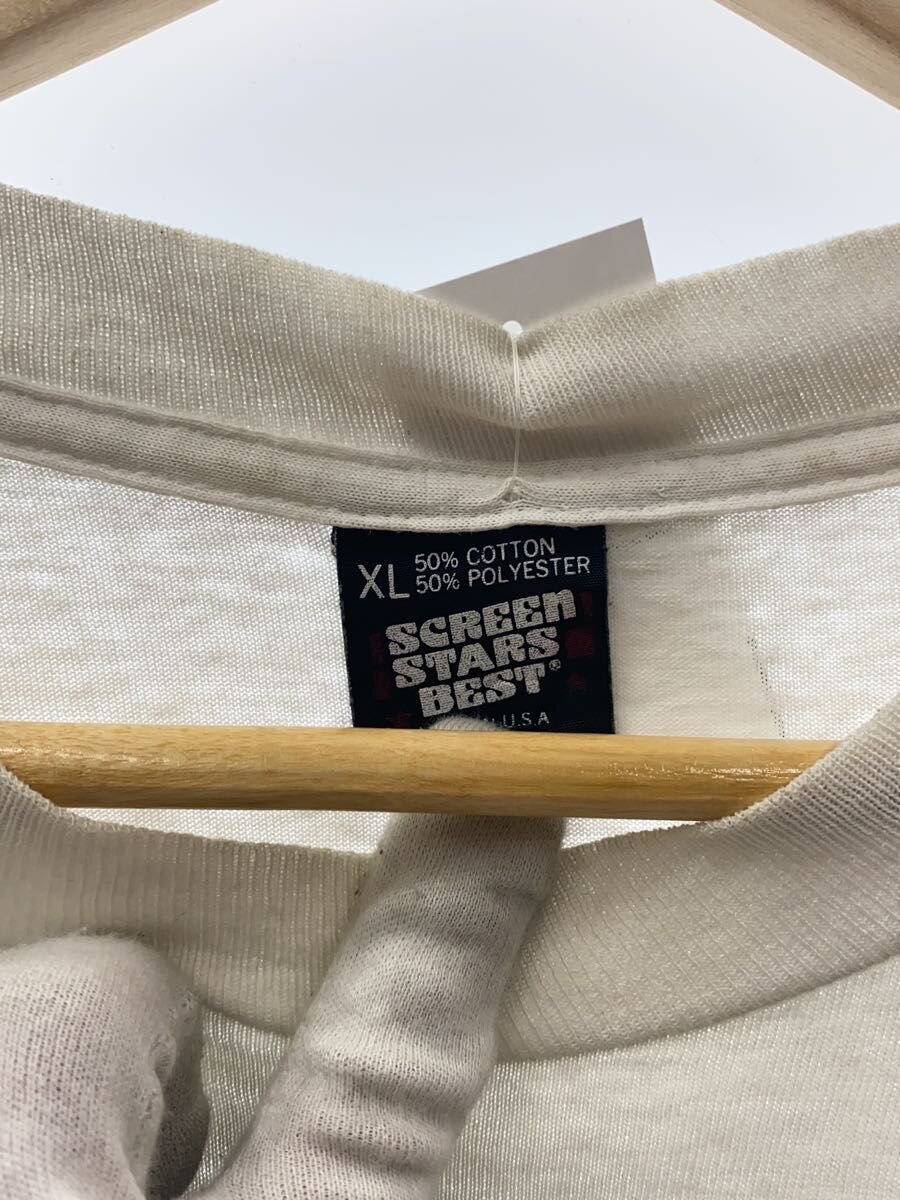 XL 50% COTTON
50% POLYESTER
SCREEN
STARS
BEST®
U.S.A